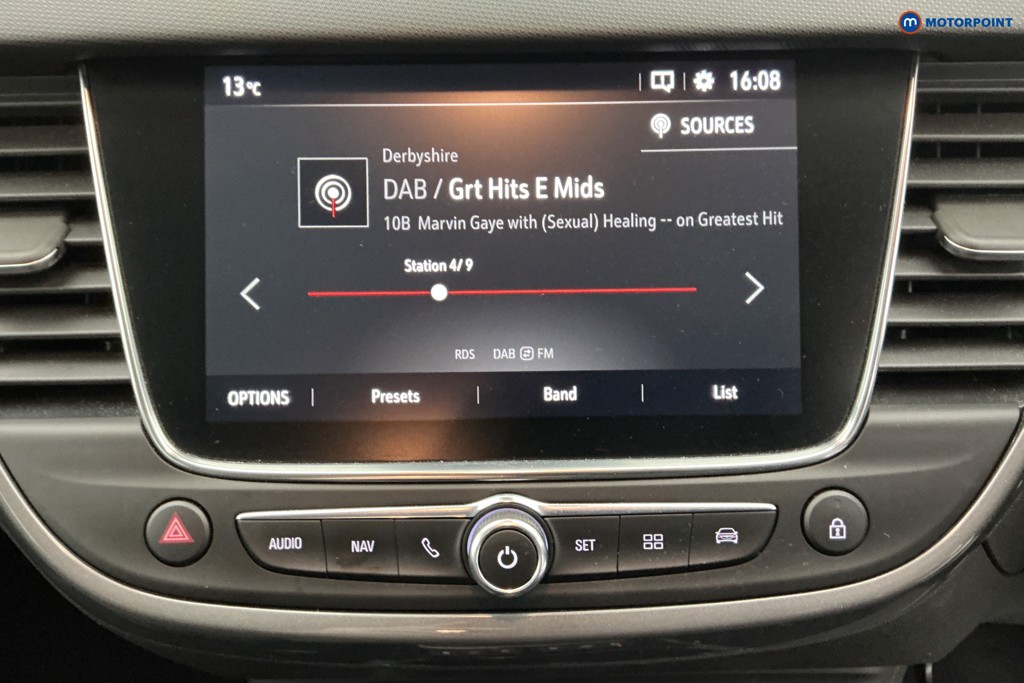 MOTORPOINT
13°C 16:08
SOURCES
Derbyshire
DAB / Grt Hits E Mids
10B Marvin Gaye with (Sexual) Healing -- on Greatest Hit
Station 4/9
RDS DAB FM
OPTIONS Presets Band List
AUDIO NAV SET